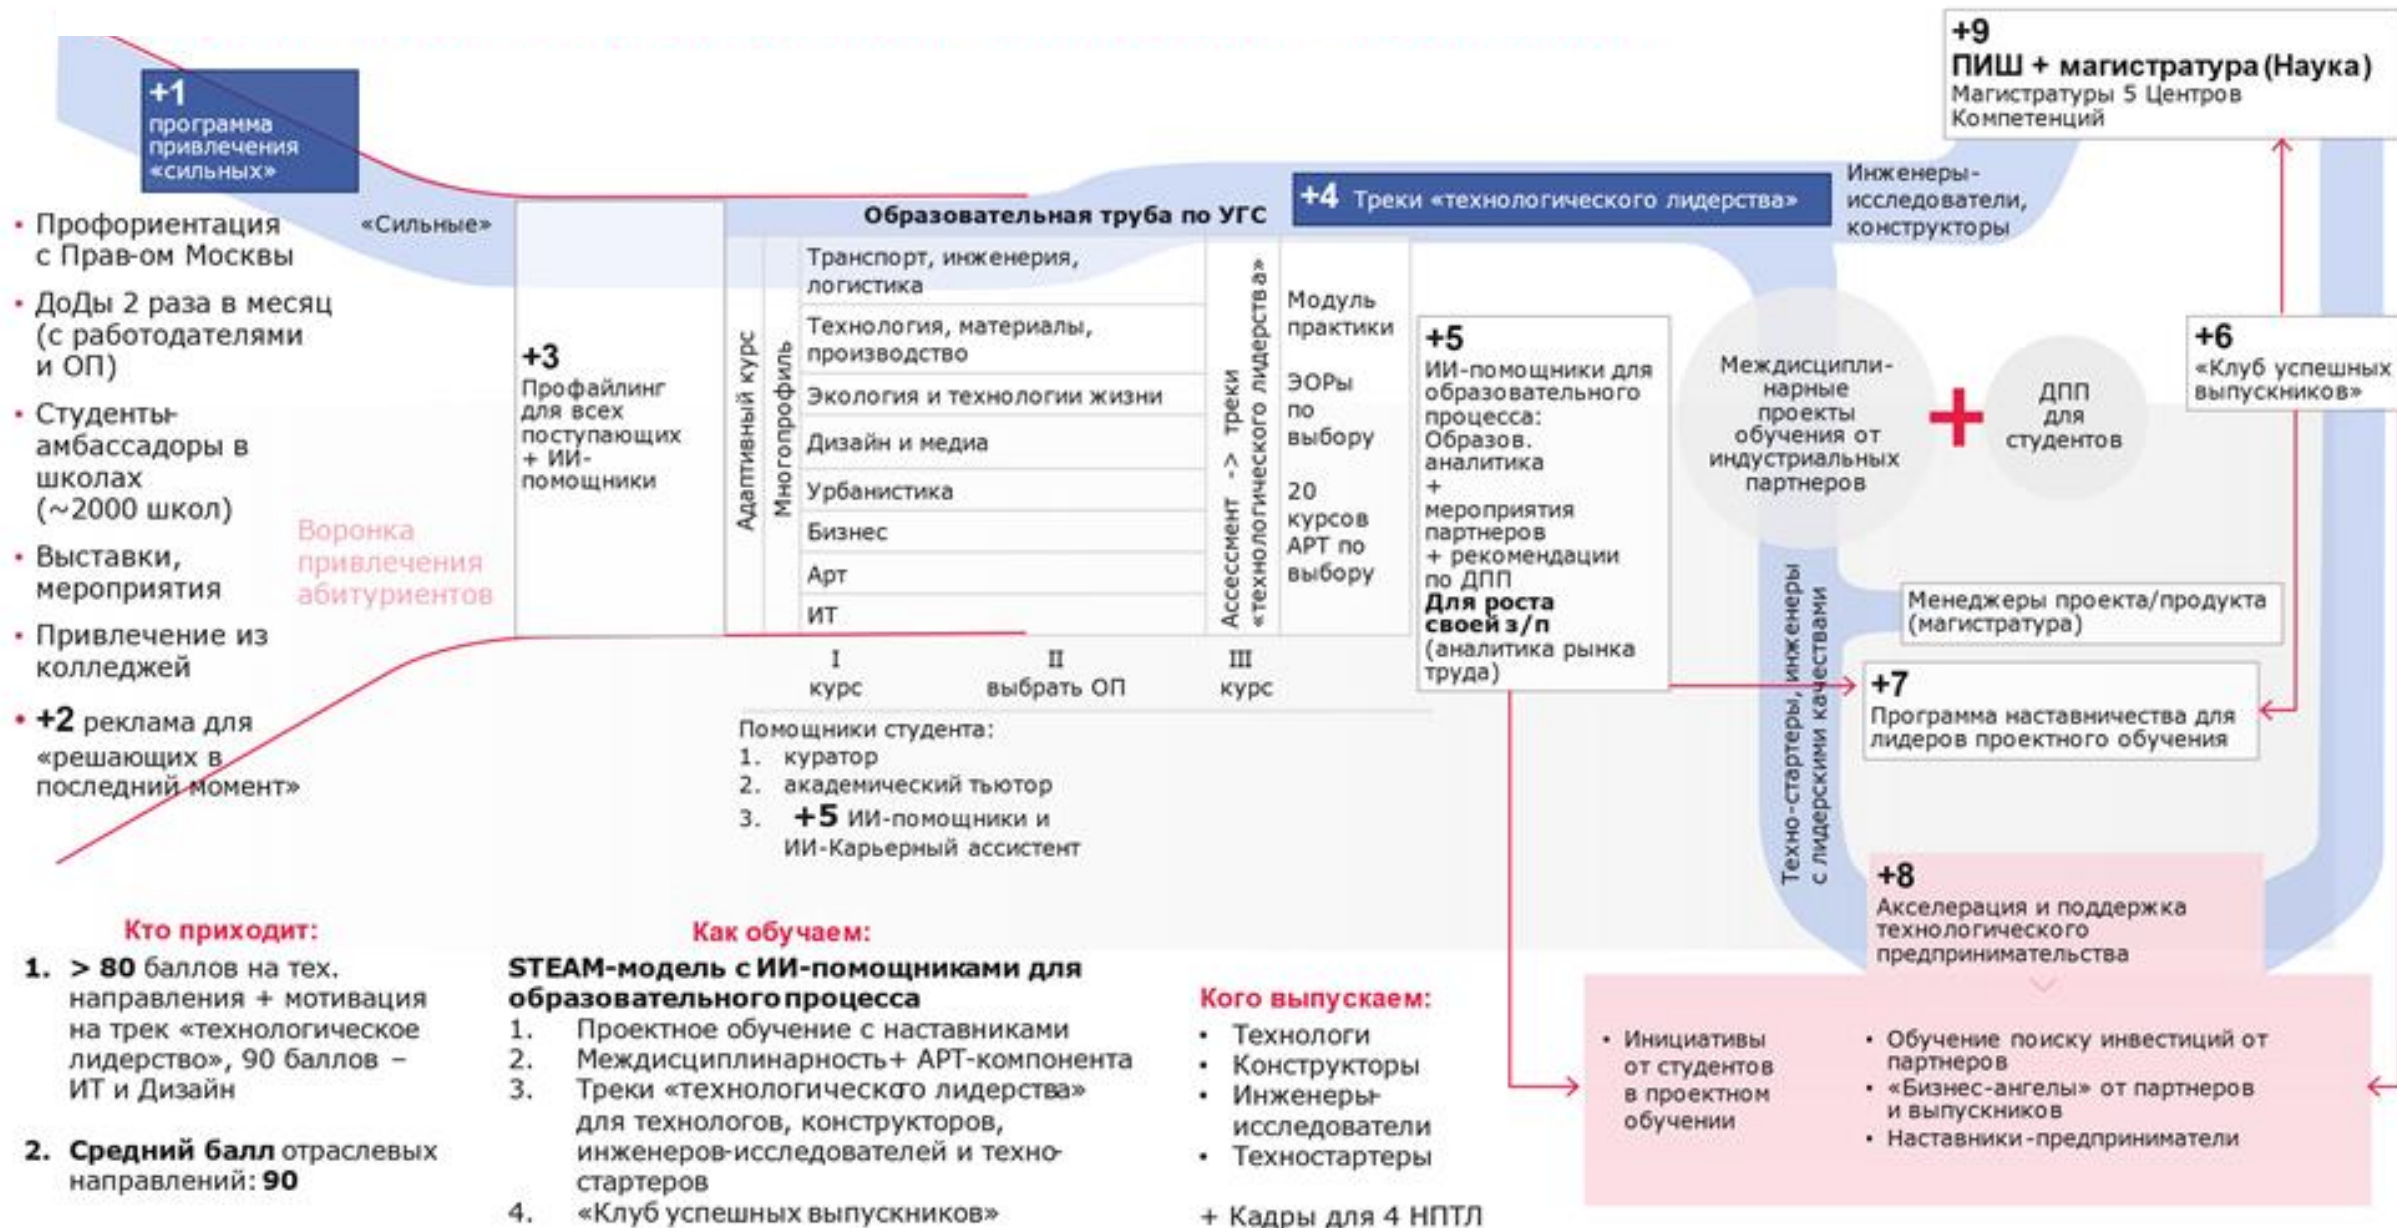 +1
программа
привлечения
«сильных»
• Профориентация
с Прав-ом Москвы
• ДоДы 2 раза в месяц
(с работодателями
и ОП)
• Студенты-
амбассадоры в
школах
(~2000 школ)
• Выставки,
мероприятия
• Привлечение из
колледжей
• +2 реклама для
«решающих в
последний момент»
«Сильные»
Воронка
привлечения
абитуриентов
+3
Профайлинг
для всех
поступающих
+ ИИ-
помощники
Образовательная труба по УГС
Адаптивный курс
Многопрофиль
Транспорт, инженерия,
логистика
Технология, материалы,
производство
Экология и технологии жизни
Дизайн и медиа
Урбанистика
Бизнес
Арт
ИТ
Ассессмент -> треки
«технологического лидерства»
Модуль
практики
ЭОРы
по
выбору
20
курсов
АРТ по
выбору
I
курс
II
выбрать ОП
III
курс
Помощники студента:
1. куратор
2. академический тьютор
3. +5 ИИ-помощники и
ИИ-Карьерный ассистент
+4 Треки «технологического лидерства»
+5
ИИ-помощники для
образовательного
процесса:
Образов.
аналитика
+
мероприятия
партнеров
+ рекомендации
по ДПП
Для роста
своей з/п
(аналитика рынка
труда)
Инженеры-
исследователи,
конструкторы
+9
ПИШ + магистратура (Наука)
Магистратуры 5 Центров
Компетенций
Междисципли-
нарные
проекты
обучения от
индустриальных
партнеров
+
ДПП
для
студентов
+6
«Клуб успешных
выпускников»
Техно-стартеры, инженеры
с лидерскими качествами
Менеджеры проекта/продукта
(магистратура)
+7
Программа наставничества для
лидеров проектного обучения
+8
Акселерация и поддержка
технологического
предпринимательства
• Инициативы
от студентов
в проектном
обучении
• Обучение поиску инвестиций от
партнеров
• «Бизнес-ангелы» от партнеров
и выпускников
• Наставники-предприниматели
Кто приходит:
1. > 80 баллов на тех.
направления + мотивация
на трек «технологическое
лидерство», 90 баллов –
ИТ и Дизайн
2. Средний балл отраслевых
направлений: 90
Как обучаем:
STEAM-модель с ИИ-помощниками для
образовательного процесса
1. Проектное обучение с наставниками
2. Междисциплинарность+ АРТ-компонента
3. Треки «технологического лидерства»
для технологов, конструкторов,
инженеров-исследователей и техно-
стартеров
4. «Клуб успешных выпускников»
Кого выпускаем:
• Технологи
• Конструкторы
• Инженеры-
исследователи
• Техностартеры
+ Кадры для 4 НПТЛ